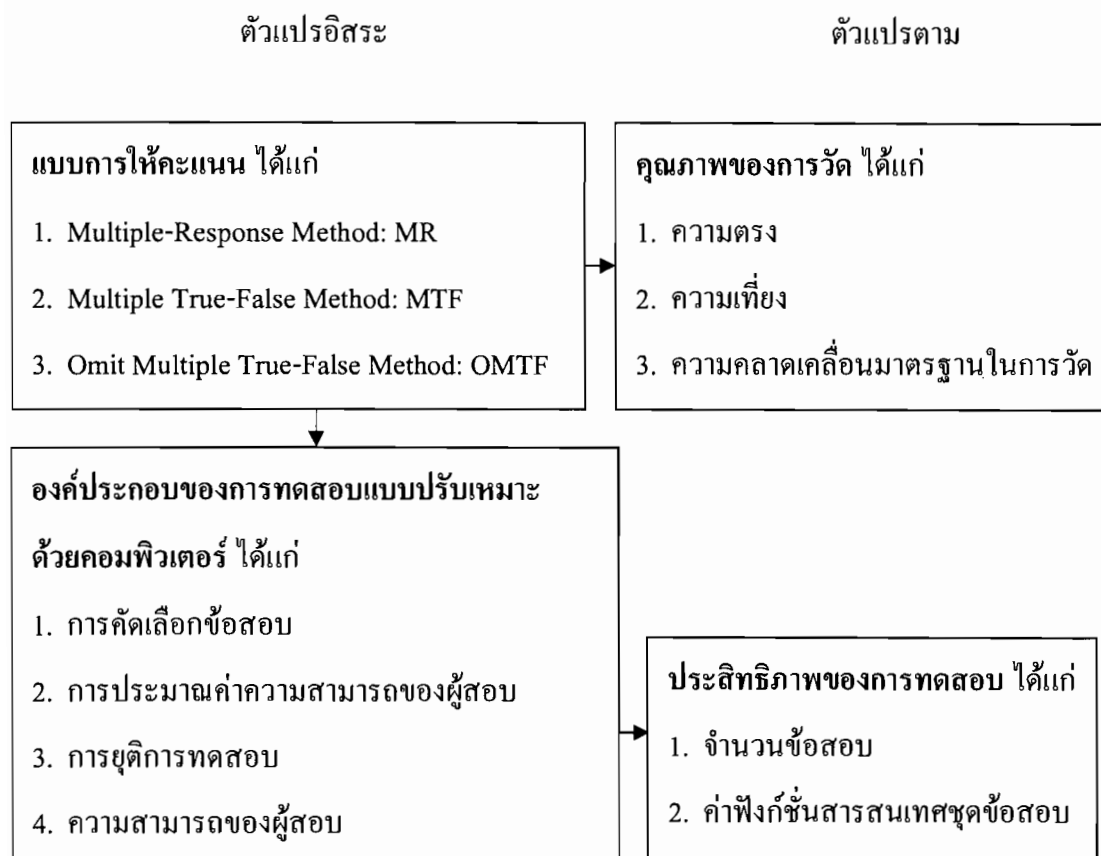 ตัวแปรอิสระ
ตัวแปรตาม
แบบการให้คะแนน ได้แก่
1. Multiple-Response Method: MR
2. Multiple True-False Method: MTF
3. Omit Multiple True-False Method: OMTF
คุณภาพของการวัด ได้แก่
1. ความตรง
2. ความเที่ยง
3. ความคลาดเคลื่อนมาตรฐานในการวัด
องค์ประกอบของการทดสอบแบบปรับเหมาะ
ด้วยคอมพิวเตอร์ ได้แก่
1. การคัดเลือกข้อสอบ
2. การประมาณค่าความสามารถของผู้สอบ
3. การยุติการทดสอบ
4. ความสามารถของผู้สอบ
ประสิทธิภาพของการทดสอบ ได้แก่
1. จำนวนข้อสอบ
2. ค่าฟังก์ชั่นสารสนเทศชุดข้อสอบ